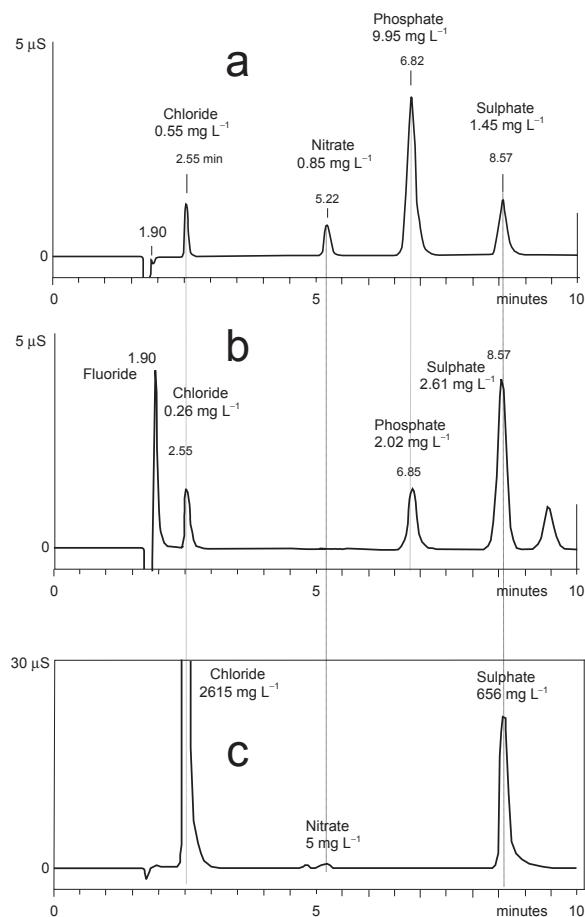 Phosphate
9.95 mg L⁻¹
5 µS
a
6.82
Chloride
0.55 mg L⁻¹
Sulphate
1.45 mg L⁻¹
Nitrate
0.85 mg L⁻¹
2.55 min
8.57
5.22
1.90
0
0 5 minutes 10
5 µS
b
1.90
8.57
Fluoride
Sulphate
2.61 mg L⁻¹
Chloride
0.26 mg L⁻¹
Phosphate
2.02 mg L⁻¹
2.55
6.85
0
0 5 minutes 10
30 µS
Chloride
2615 mg L⁻¹
Sulphate
656 mg L⁻¹
c
Nitrate
5 mg L⁻¹
0
0 5 minutes 10